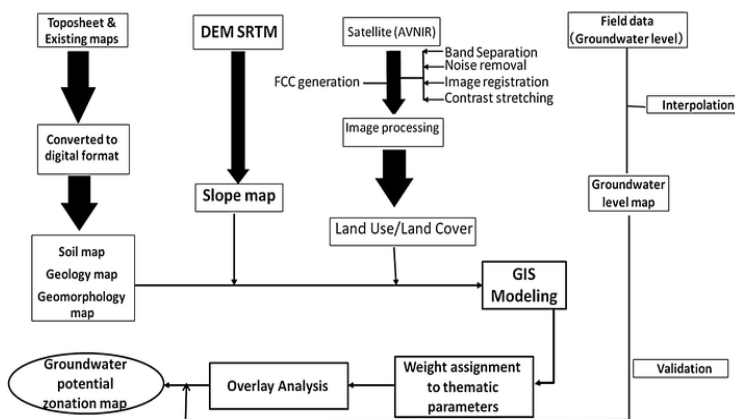 Toposheet &
Existing maps
DEM SRTM
Satellite (AVNIR)
Field data
(Groundwater level)
Band Separation
Noise removal
FCC generation
Image registration
Contrast stretching
Interpolation
Converted to
digital format
Image processing
Slope map
Groundwater
level map
Land Use/Land Cover
Soil map
Geology map
Geomorphology
map
GIS
Modeling
Groundwater
potential
zonation map
Overlay Analysis
Weight assignment
to thematic
parameters
Validation